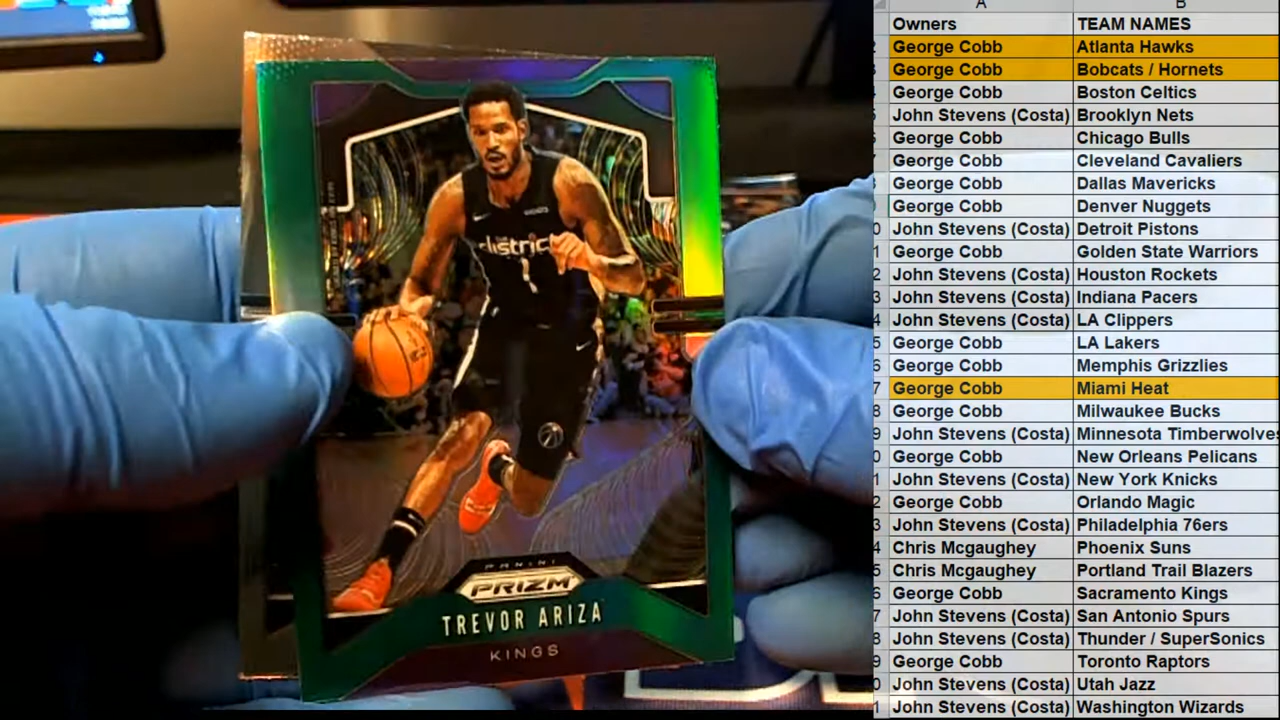 the
district
1
PANINI
PRIZM
TREVOR ARIZA
KINGS
A B
Owners TEAM NAMES
George Cobb Atlanta Hawks
George Cobb Bobcats / Hornets
George Cobb Boston Celtics
John Stevens (Costa) Brooklyn Nets
George Cobb Chicago Bulls
George Cobb Cleveland Cavaliers
George Cobb Dallas Mavericks
George Cobb Denver Nuggets
John Stevens (Costa) Detroit Pistons
George Cobb Golden State Warriors
John Stevens (Costa) Houston Rockets
John Stevens (Costa) Indiana Pacers
John Stevens (Costa) LA Clippers
George Cobb LA Lakers
George Cobb Memphis Grizzlies
George Cobb Miami Heat
George Cobb Milwaukee Bucks
John Stevens (Costa) Minnesota Timberwolves
George Cobb New Orleans Pelicans
John Stevens (Costa) New York Knicks
George Cobb Orlando Magic
John Stevens (Costa) Philadelphia 76ers
Chris Mcgaughey Phoenix Suns
Chris Mcgaughey Portland Trail Blazers
George Cobb Sacramento Kings
John Stevens (Costa) San Antonio Spurs
John Stevens (Costa) Thunder / SuperSonics
George Cobb Toronto Raptors
John Stevens (Costa) Utah Jazz
John Stevens (Costa) Washington Wizards